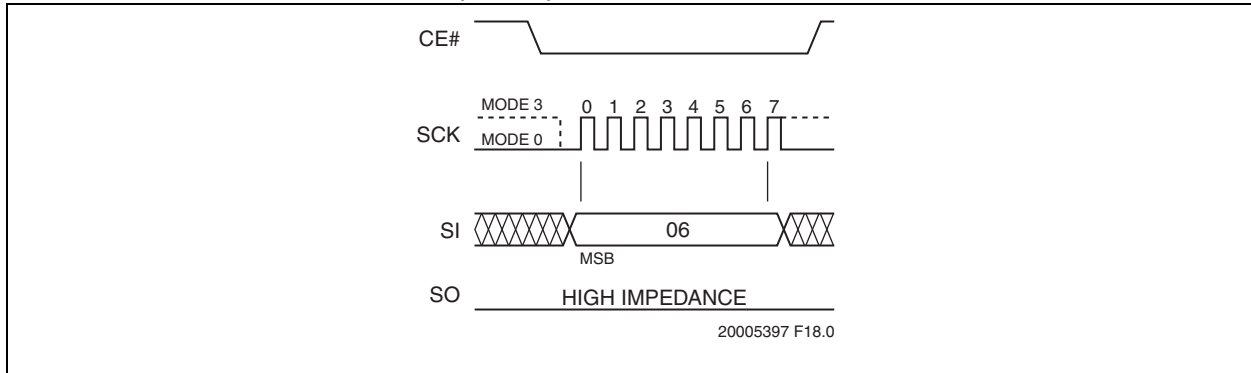 CE#
MODE 3
0 1 2 3 4 5 6 7
SCK
MODE 0
SI
06
MSB
SO
HIGH IMPEDANCE
20005397 F18.0